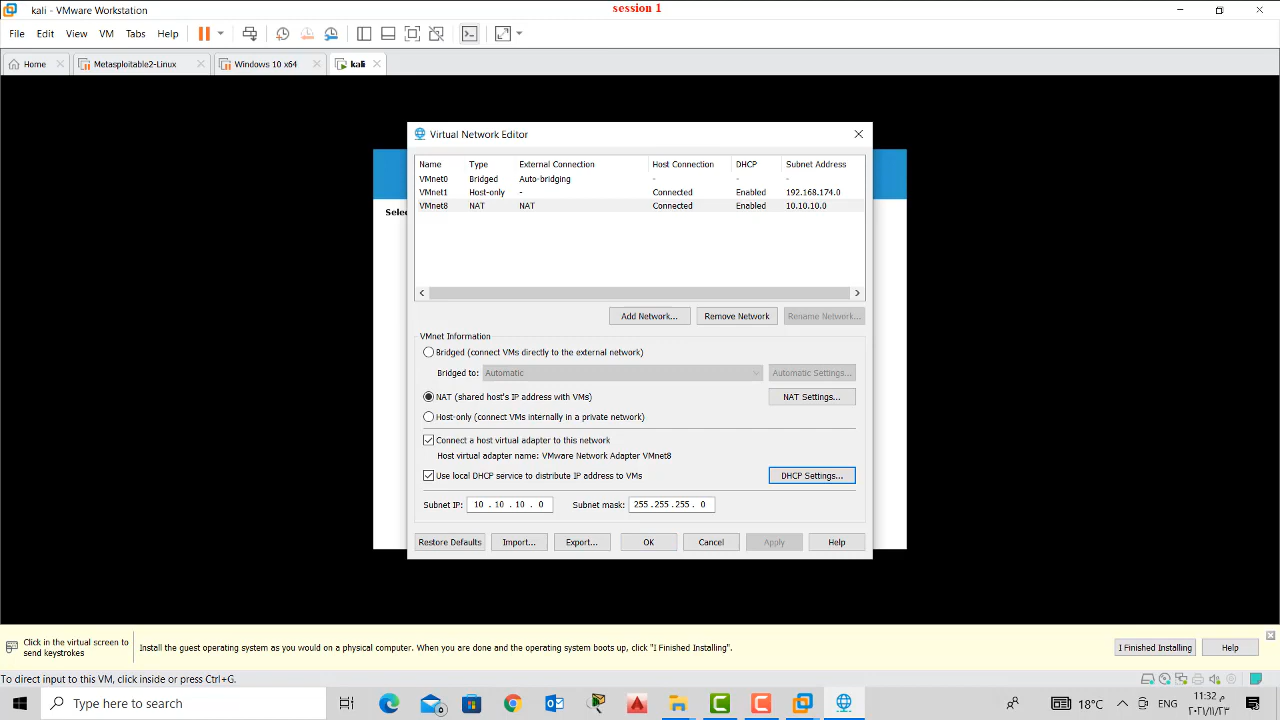 kali - VMware Workstation
session 1
File Edit View VM Tabs Help
Home Metasploitable2-Linux Windows 10 x64 kali
Virtual Network Editor
Name Type External Connection Host Connection DHCP Subnet Address
VMnet0 Bridged Auto-bridging - - -
VMnet1 Host-only - Connected Enabled 192.168.174.0
VMnet8 NAT NAT Connected Enabled 10.10.10.0
Selec
Add Network... Remove Network Rename Network...
VMnet Information
Bridged (connect VMs directly to the external network)
Bridged to: Automatic Automatic Settings...
NAT (shared host's IP address with VMs) NAT Settings...
Host-only (connect VMs internally in a private network)
Connect a host virtual adapter to this network
Host virtual adapter name: VMware Network Adapter VMnet8
Use local DHCP service to distribute IP address to VMs DHCP Settings...
Subnet IP: 10 . 10 . 10 . 0 Subnet mask: 255 . 255 . 255 . 0
Restore Defaults Import... Export... OK Cancel Apply Help
Click in the virtual screen to send keystrokes
Install the guest operating system as you would on a physical computer. When you are done and the operating system boots up, click "I Finished Installing".
I Finished Installing Help
To direct input to this VM, click inside or press Ctrl+G.
Type here to search
18°C ENG
11:32 م